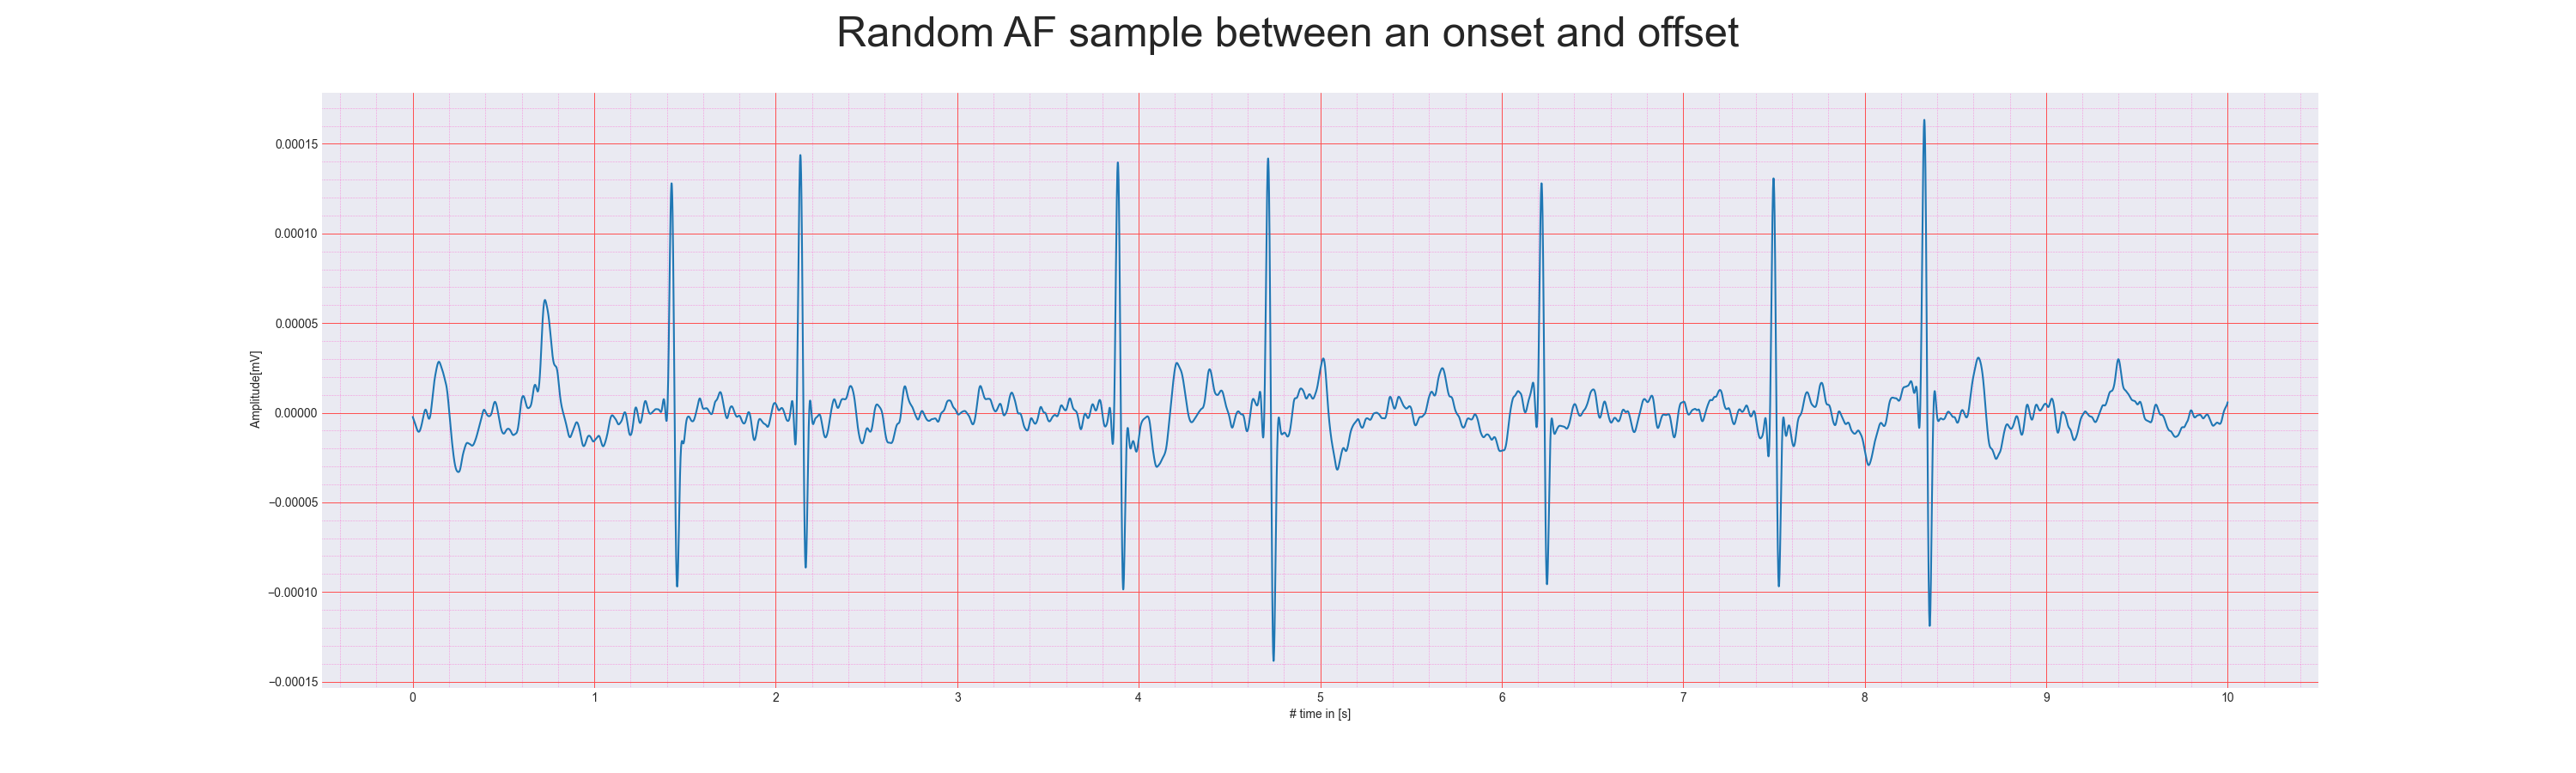 Random AF sample between an onset and offset
0.00015
0.00010
0.00005
0.00000
−0.00005
−0.00010
−0.00015
Amplitude[mV]
0 1 2 3 4 5 6 7 8 9 10
# time in [s]